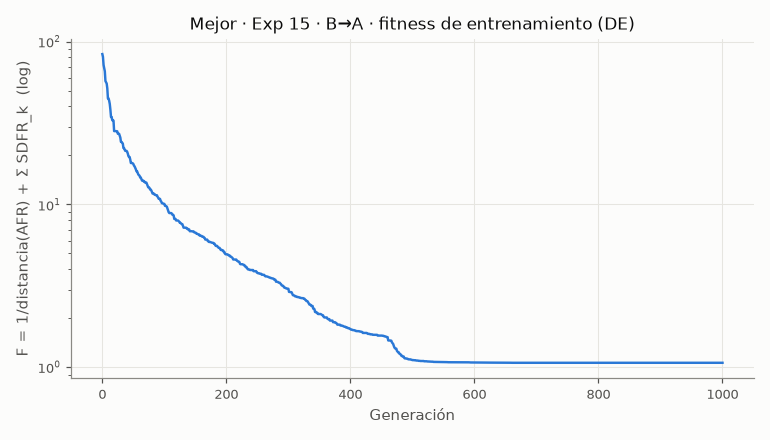 Mejor · Exp 15 · B→A · fitness de entrenamiento (DE)
F = 1/distancia(AFR) + Σ SDFR_k (log)
10²
10¹
10⁰
0 200 400 600 800 1000
Generación